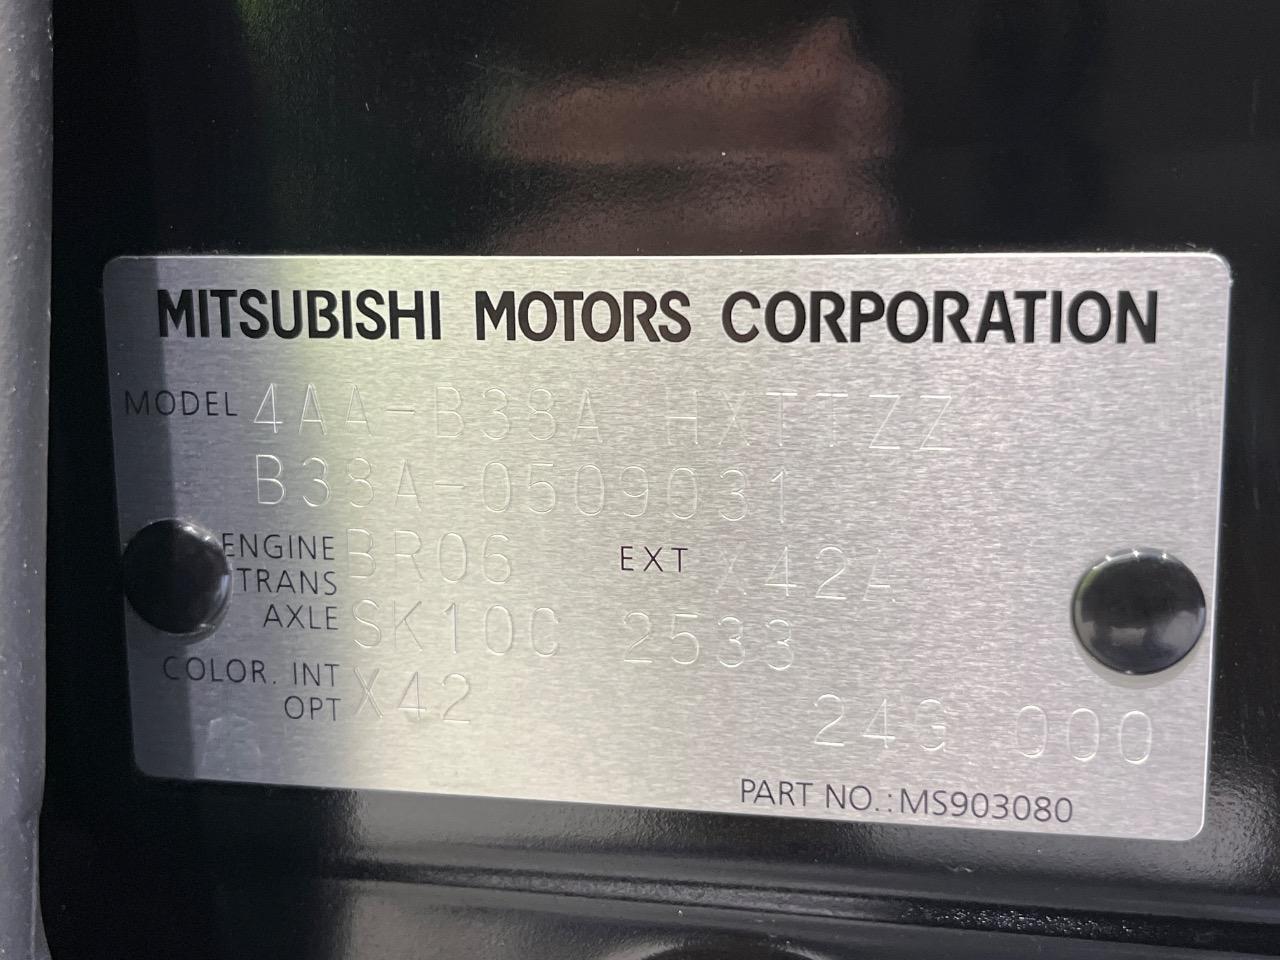 MITSUBISHI MOTORS CORPORATION
MODEL 4AA-B38A HXTTZZ
B38A-0509031
ENGINE BR06 EXT X42A
TRANS
AXLE SK10C 2533
COLOR. INT X42
OPT 24G 000
PART NO.:MS903080